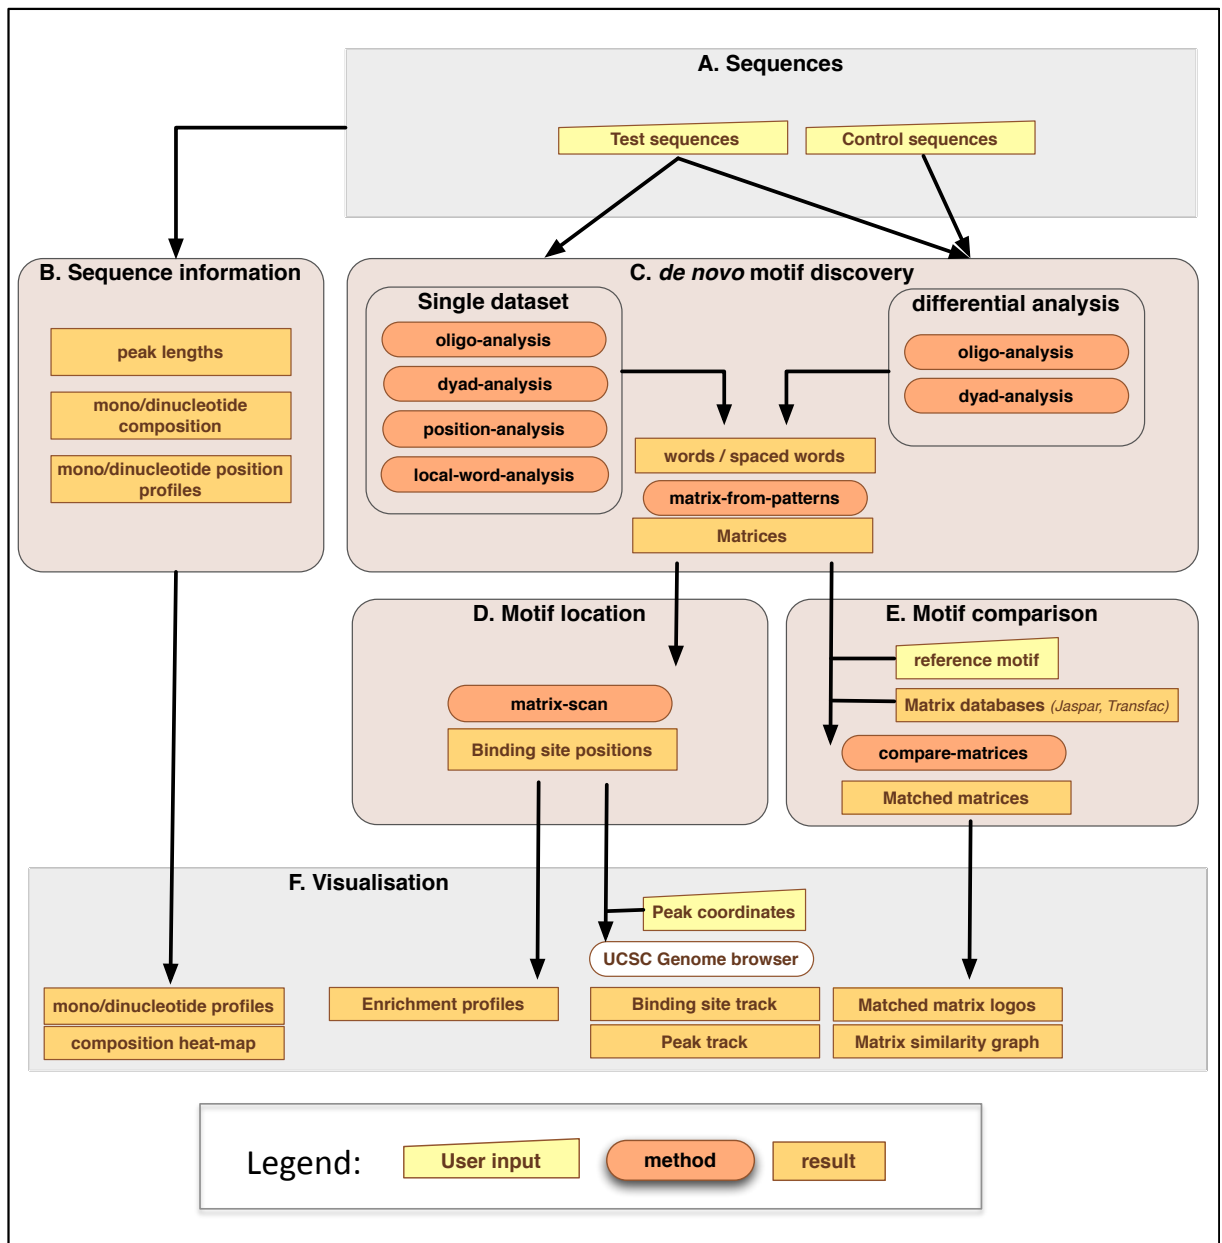 A. Sequences
Test sequences
Control sequences
B. Sequence information
peak lengths
mono/dinucleotide
composition
mono/dinucleotide position
profiles
C. de novo motif discovery
Single dataset
oligo-analysis
dyad-analysis
position-analysis
local-word-analysis
differential analysis
oligo-analysis
dyad-analysis
words / spaced words
matrix-from-patterns
Matrices
D. Motif location
matrix-scan
Binding site positions
E. Motif comparison
reference motif
Matrix databases (Jaspar, Transfac)
compare-matrices
Matched matrices
F. Visualisation
Peak coordinates
UCSC Genome browser
mono/dinucleotide profiles
composition heat-map
Enrichment profiles
Binding site track
Peak track
Matched matrix logos
Matrix similarity graph
Legend:
User input
method
result